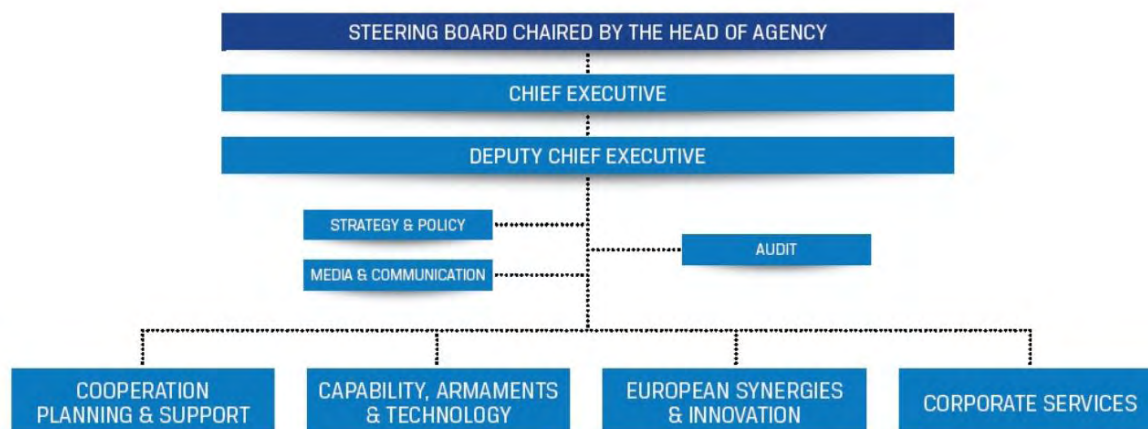 STEERING BOARD CHAIRED BY THE HEAD OF AGENCY
CHIEF EXECUTIVE
DEPUTY CHIEF EXECUTIVE
STRATEGY & POLICY
AUDIT
MEDIA & COMMUNICATION
COOPERATION
PLANNING & SUPPORT
CAPABILITY, ARMAMENTS
& TECHNOLOGY
EUROPEAN SYNERGIES
& INNOVATION
CORPORATE SERVICES